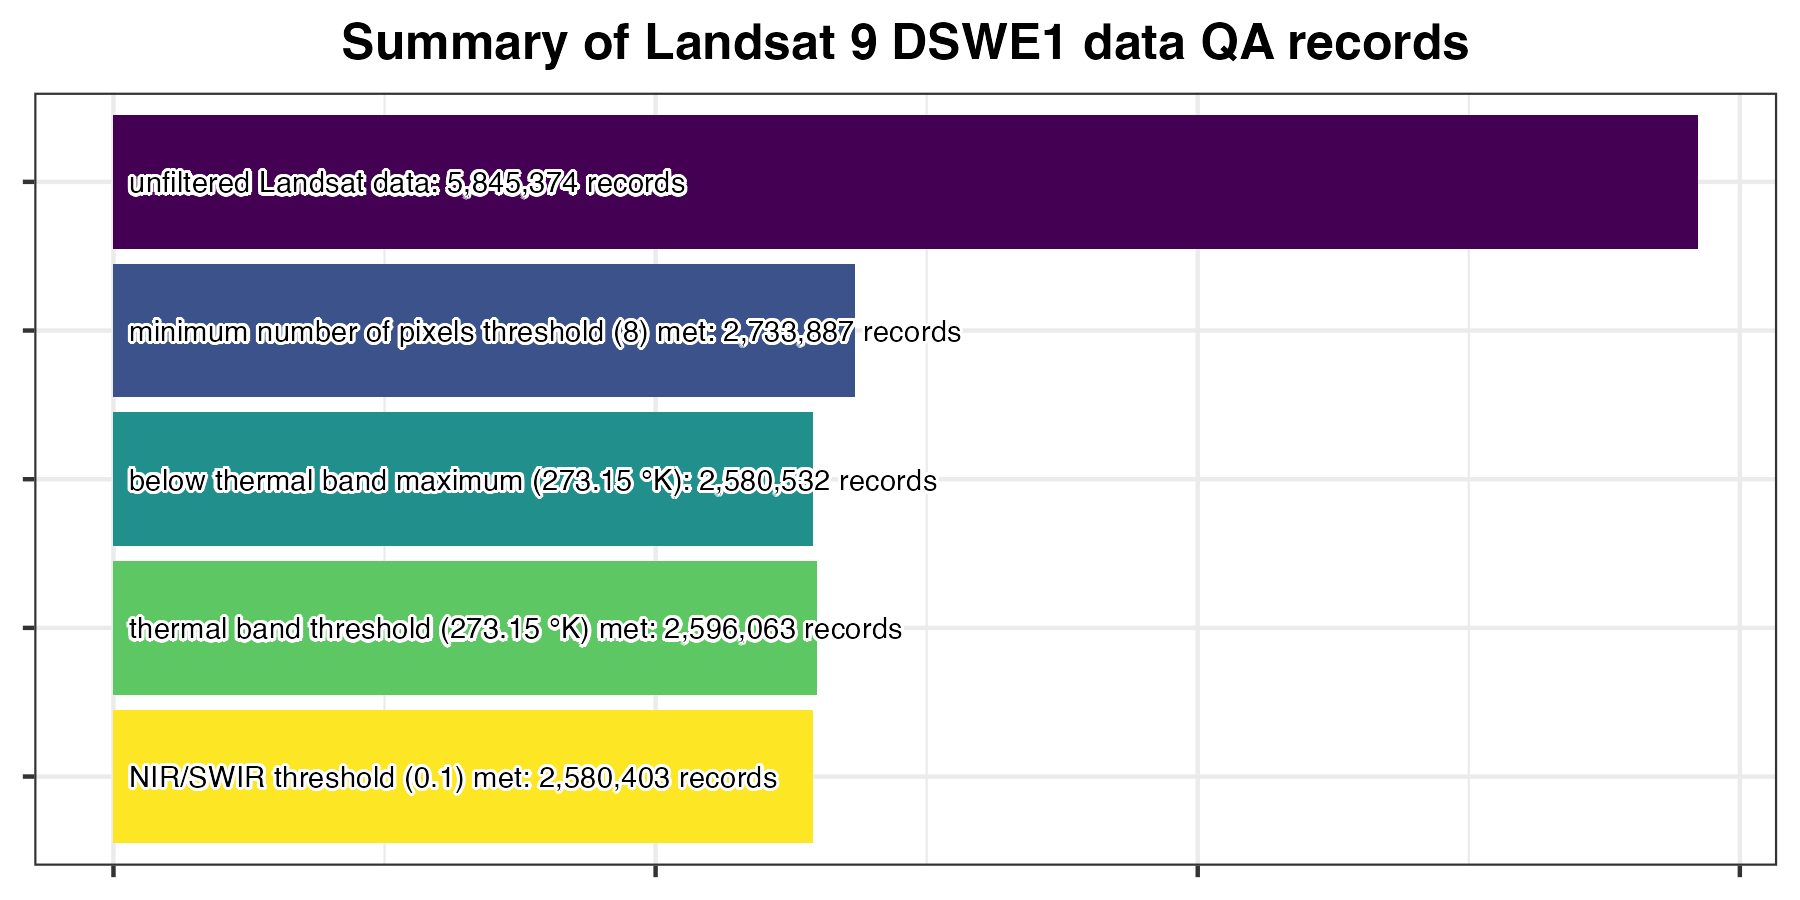 Summary of Landsat 9 DSWE1 data QA records
unfiltered Landsat data: 5,845,374 records
minimum number of pixels threshold (8) met: 2,733,887 records
below thermal band maximum (273.15 °K): 2,580,532 records
thermal band threshold (273.15 °K) met: 2,596,063 records
NIR/SWIR threshold (0.1) met: 2,580,403 records